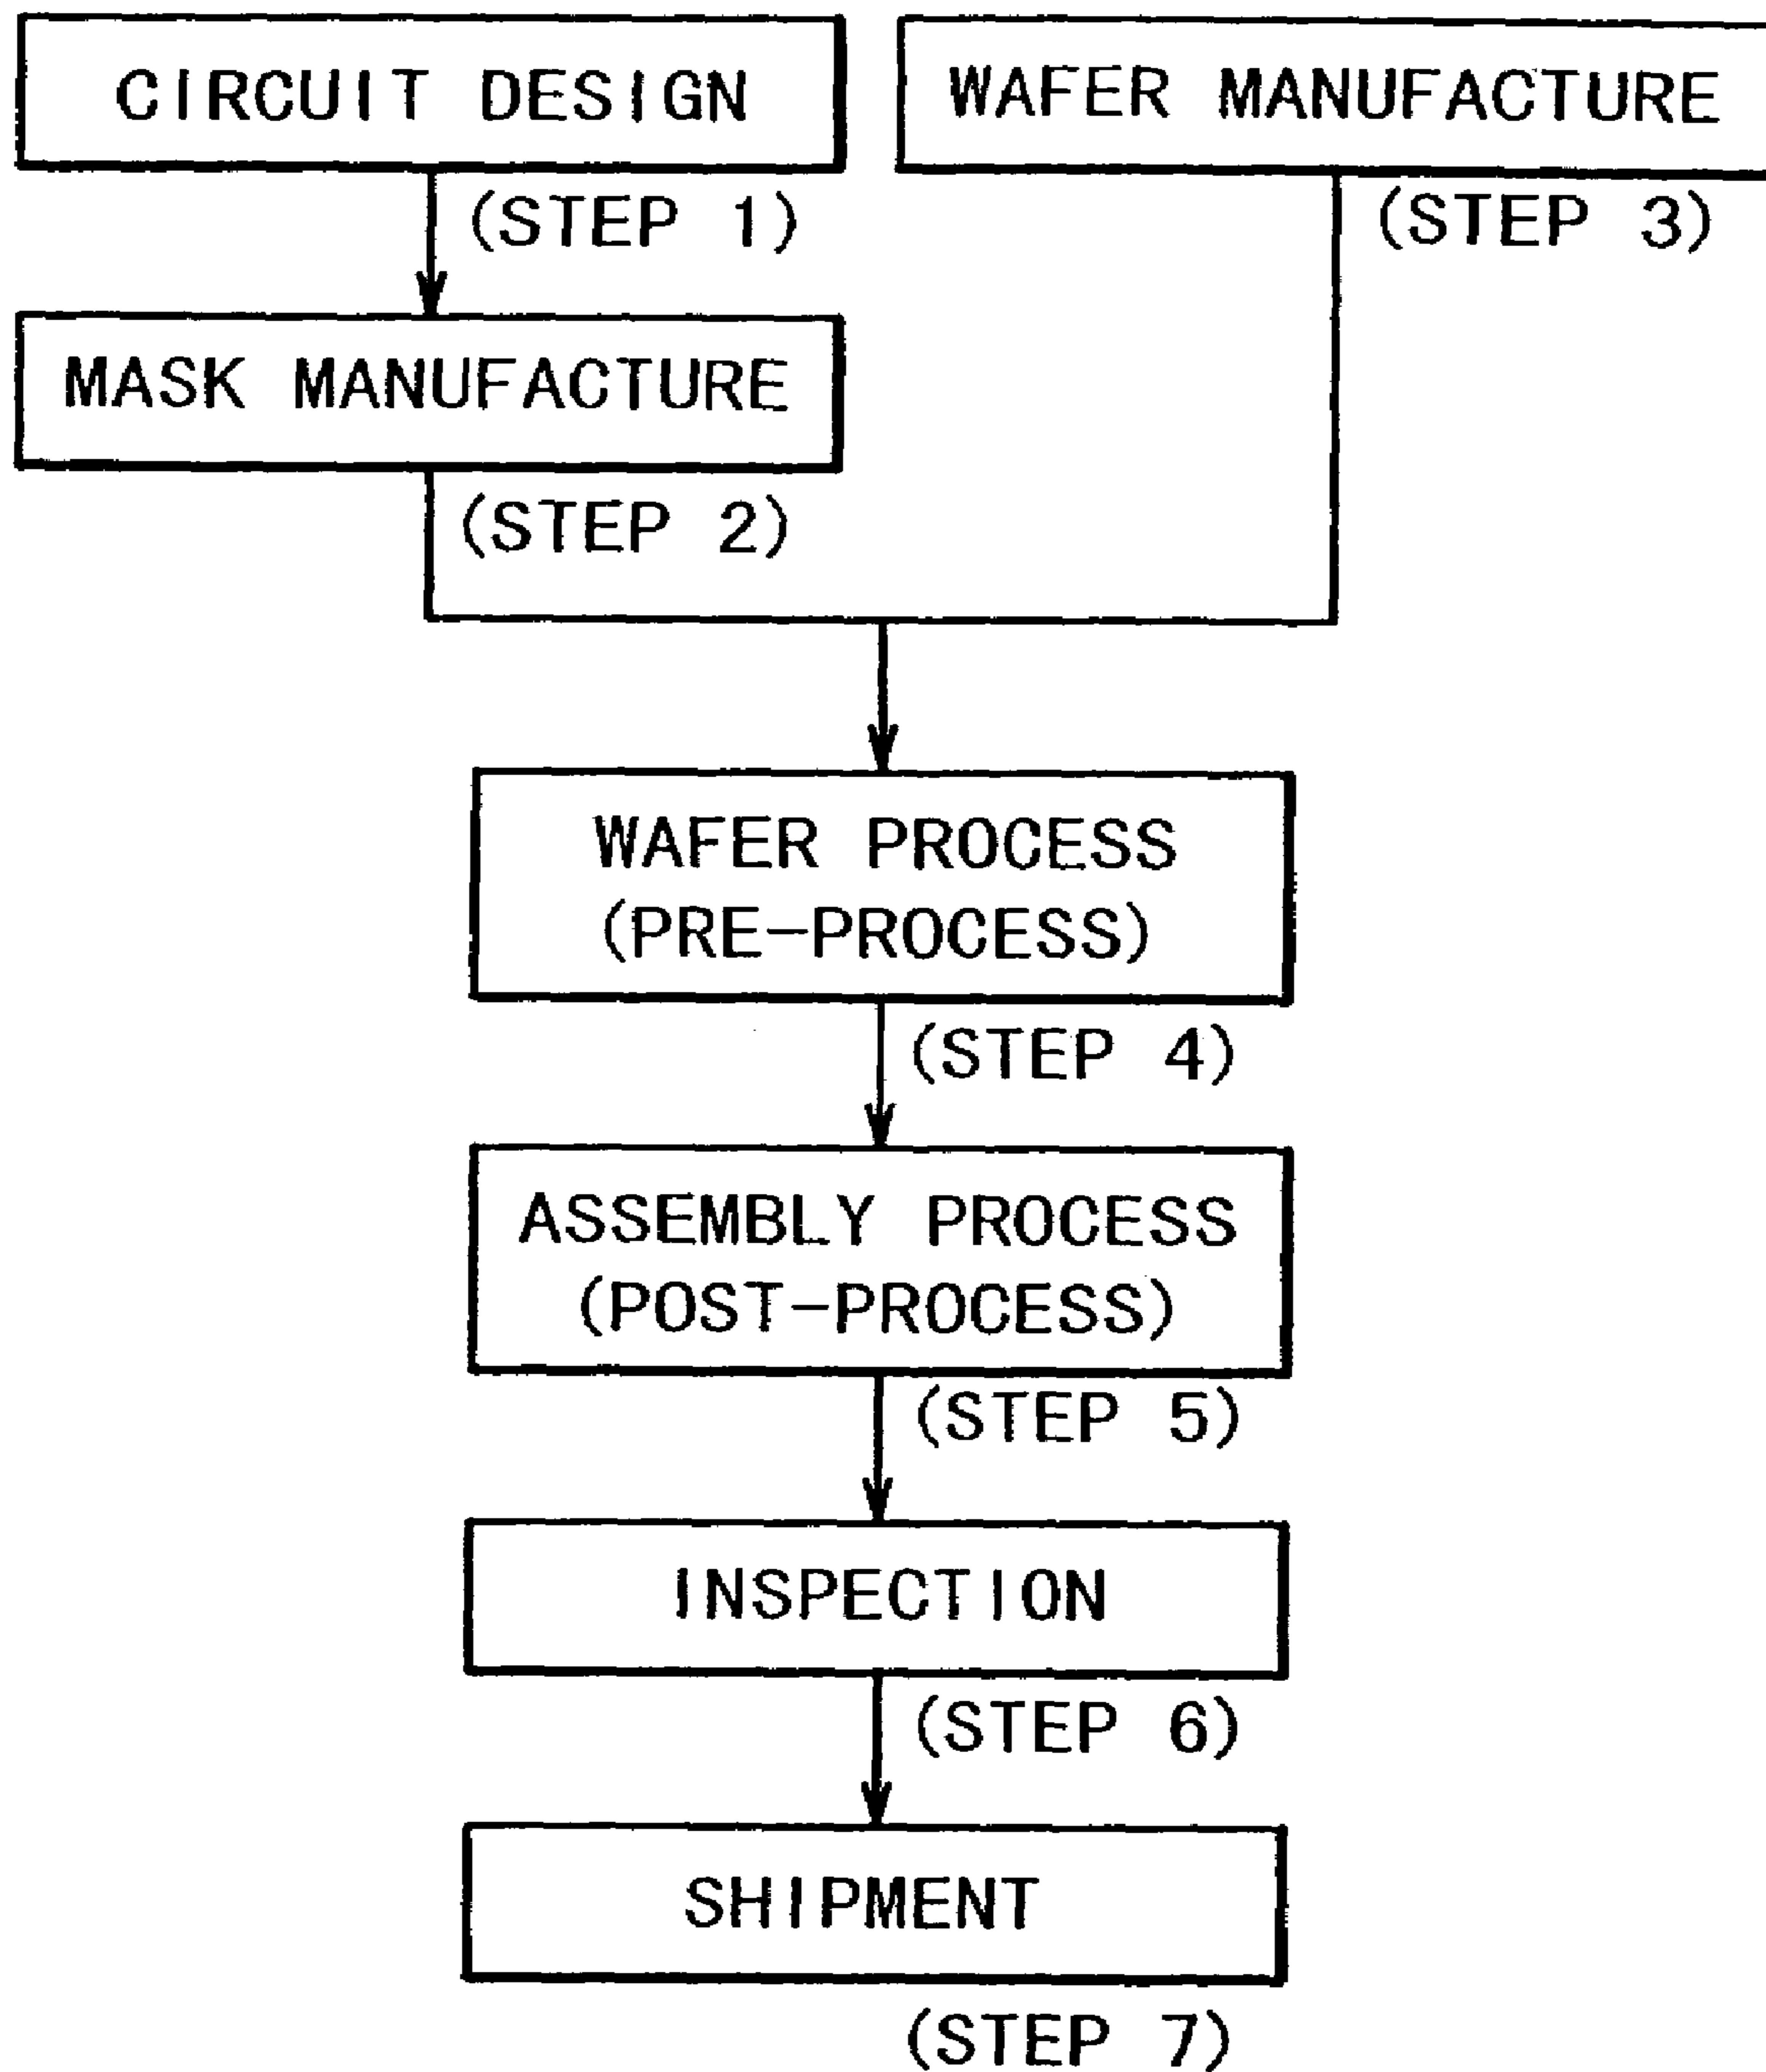 CIRCUIT DESIGN
(STEP 1)
MASK MANUFACTURE
(STEP 2)
WAFER MANUFACTURE
(STEP 3)
WAFER PROCESS
(PRE-PROCESS)
(STEP 4)
ASSEMBLY PROCESS
(POST-PROCESS)
(STEP 5)
INSPECTION
(STEP 6)
SHIPMENT
(STEP 7)